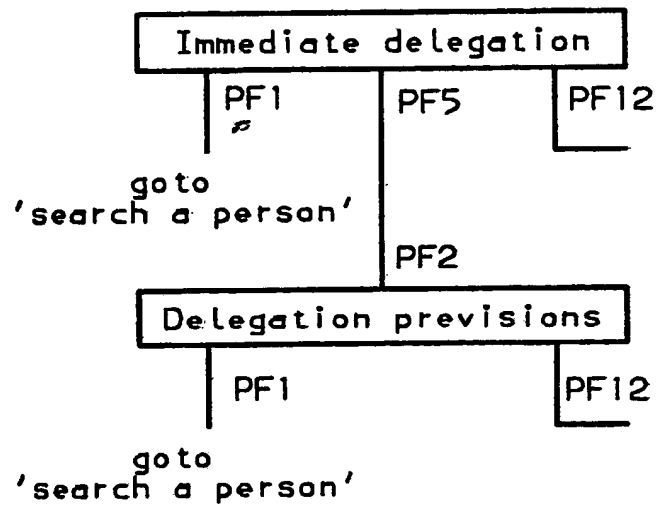 Immediate delegation
PF1 PF5 PF12
goto
'search a person'
PF2
Delegation previsions
PF1 PF12
goto
'search a person'